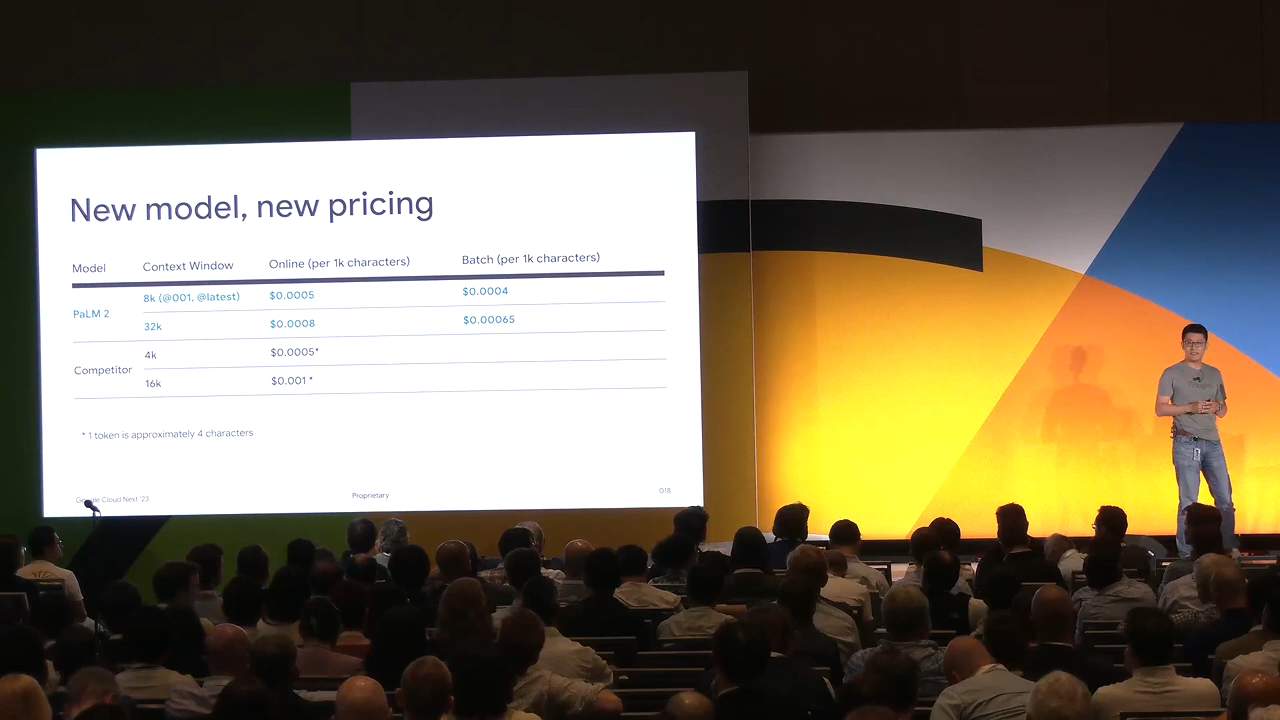 New model, new pricing
Model Context Window Online (per 1k characters) Batch (per 1k characters)
PaLM 2 8k (@001, @latest) $0.0005 $0.0004
32k $0.0008 $0.00065
Competitor 4k $0.0005*
16k $0.001 *
* 1 token is approximately 4 characters
Google Cloud Next '23 Proprietary 018